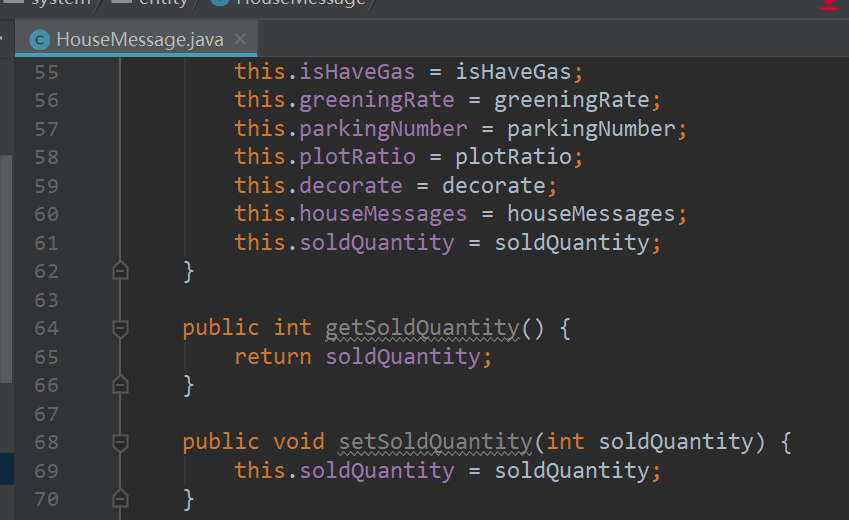 system entity HouseMessage
HouseMessage.java
55 this.isHaveGas = isHaveGas;
56 this.greeningRate = greeningRate;
57 this.parkingNumber = parkingNumber;
58 this.plotRatio = plotRatio;
59 this.decorate = decorate;
60 this.houseMessages = houseMessages;
61 this.soldQuantity = soldQuantity;
62 }
63
64 public int getSoldQuantity() {
65 return soldQuantity;
66 }
67
68 public void setSoldQuantity(int soldQuantity) {
69 this.soldQuantity = soldQuantity;
70 }